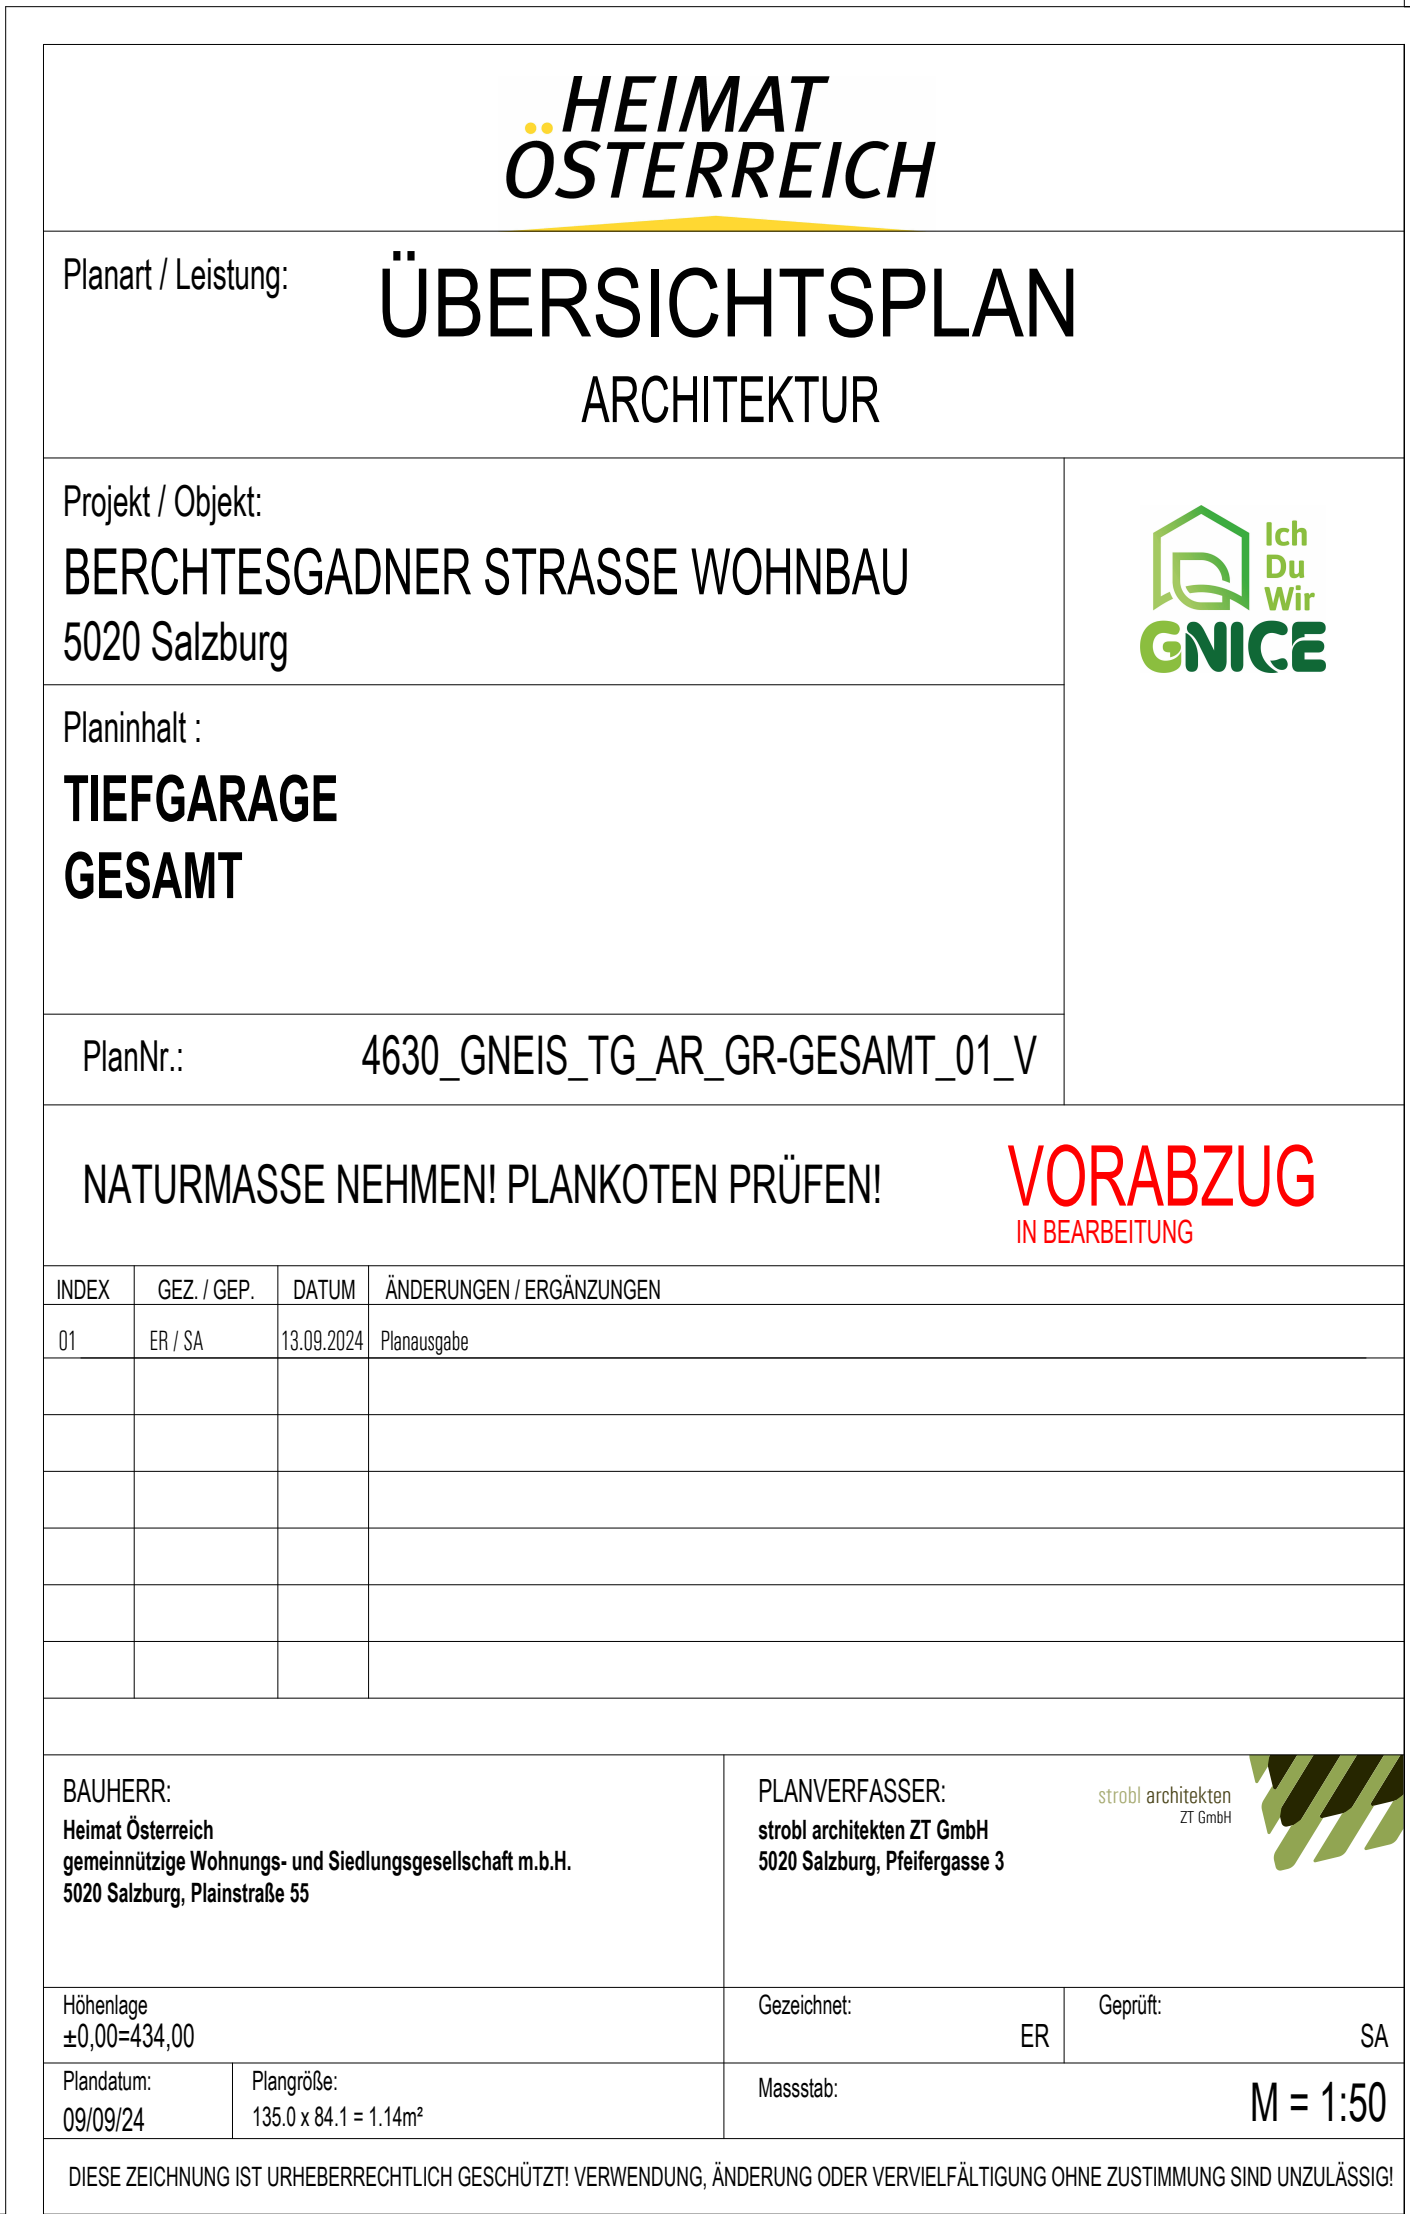 HEIMAT
ÖSTERREICH
Planart / Leistung:
ÜBERSICHTSPLAN
ARCHITEKTUR
Projekt / Objekt:
BERCHTESGADNER STRASSE WOHNBAU
5020 Salzburg
Ich
Du
Wir
GNICE
Planinhalt :
TIEFGARAGE
GESAMT
PlanNr.: 4630_GNEIS_TG_AR_GR-GESAMT_01_V
NATURMASSE NEHMEN! PLANKOTEN PRÜFEN!
VORABZUG
IN BEARBEITUNG
INDEX GEZ. / GEP. DATUM ÄNDERUNGEN / ERGÄNZUNGEN
01 ER / SA 13.09.2024 Planausgabe
BAUHERR:
Heimat Österreich
gemeinnützige Wohnungs- und Siedlungsgesellschaft m.b.H.
5020 Salzburg, Plainstraße 55
PLANVERFASSER:
strobl architekten ZT GmbH
5020 Salzburg, Pfeifergasse 3
strobl architekten
ZT GmbH
Höhenlage
±0,00=434,00
Gezeichnet:
ER
Geprüft:
SA
Plandatum:
09/09/24
Plangröße:
135.0 x 84.1 = 1.14m²
Massstab:
M = 1:50
DIESE ZEICHNUNG IST URHEBERRECHTLICH GESCHÜTZT! VERWENDUNG, ÄNDERUNG ODER VERVIELFÄLTIGUNG OHNE ZUSTIMMUNG SIND UNZULÄSSIG!